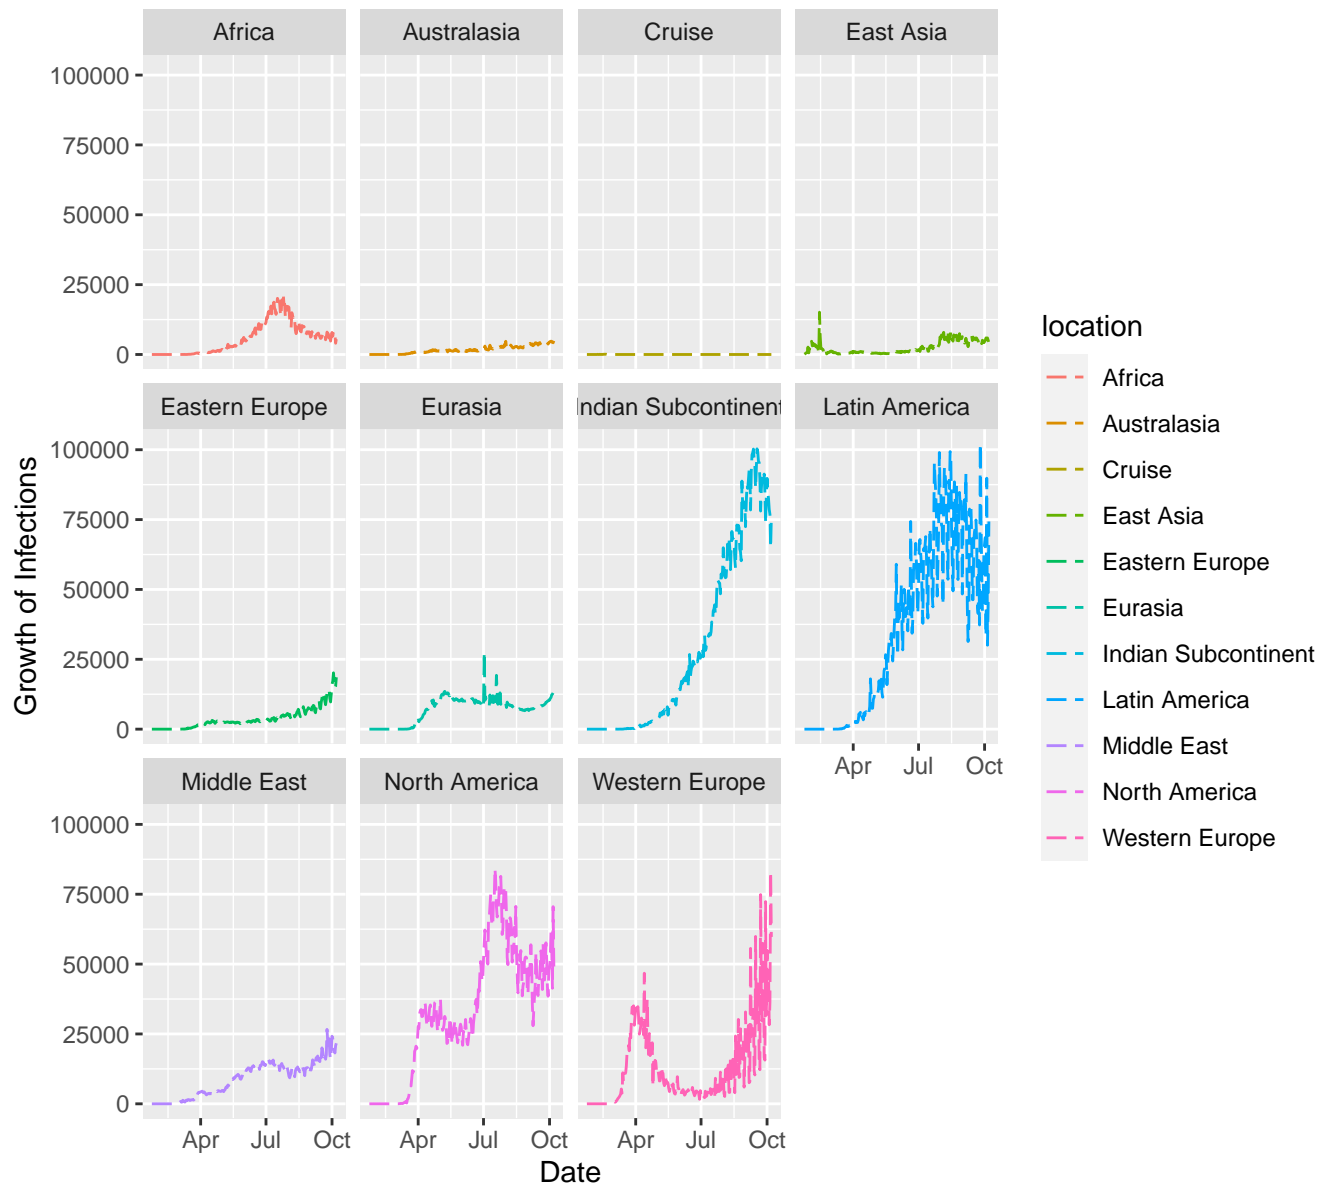 Africa Australasia Cruise East Asia
100000
75000
50000
25000
0
Eastern Europe Eurasia Indian Subcontinent Latin America
100000
75000
50000
25000
0
Apr Jul Oct
Middle East North America Western Europe
100000
75000
50000
25000
0
Apr Jul Oct Apr Jul Oct Apr Jul Oct
Date
Growth of Infections
location
Africa
Australasia
Cruise
East Asia
Eastern Europe
Eurasia
Indian Subcontinent
Latin America
Middle East
North America
Western Europe